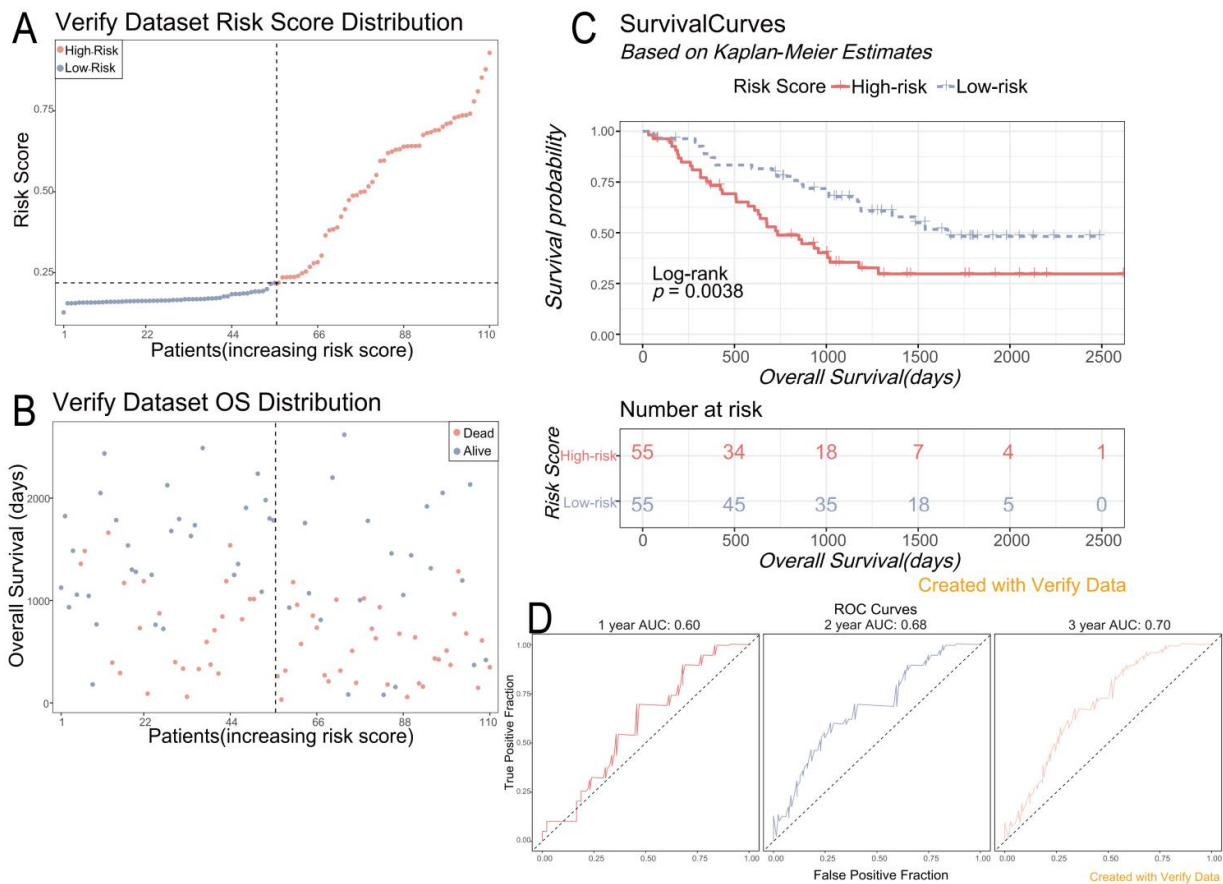 A
Verify Dataset Risk Score Distribution
High-Risk
Low-Risk
Risk Score
0.75
0.50
0.25
1
22
44
66
88
110
Patients(increasing risk score)
B
Verify Dataset OS Distribution
Dead
Alive
Overall Survival (days)
2000
1000
0
1
22
44
66
88
110
Patients(increasing risk score)
C
SurvivalCurves
Based on Kaplan-Meier Estimates
Risk Score High-risk Low-risk
Survival probability
1.00
0.75
0.50
0.25
0.00
Log-rank
p = 0.0038
0 500 1000 1500 2000 2500
Overall Survival(days)
Number at risk
Risk Score
High-risk 55 34 18 7 4 1
Low-risk 55 45 35 18 5 0
0 500 1000 1500 2000 2500
Overall Survival(days)
Created with Verify Data
D
ROC Curves
1 year AUC: 0.60
2 year AUC: 0.68
3 year AUC: 0.70
True Positive Fraction
1.00
0.75
0.50
0.25
0.00
0.00 0.25 0.50 0.75 1.00
0.00 0.25 0.50 0.75 1.00
0.00 0.25 0.50 0.75 1.00
False Positive Fraction
Created with Verify Data